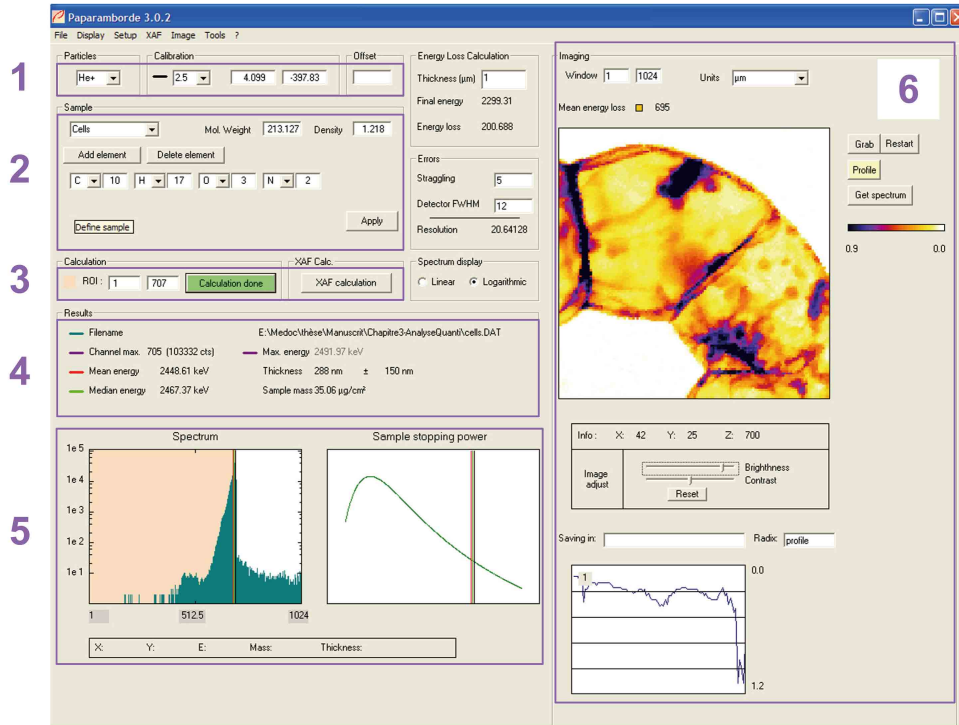 Paparamborde 3.0.2
File Display Setup XAF Image Tools ?
1
Particles
He+
Calibration
2.5 4.099 -397.83
Offset
2
Sample
Cells Mol. Weight 213.127 Density 1.218
Add element Delete element
C 10 H 17 O 3 N 2
Define sample
Apply
3
Calculation
ROI : 1 707 Calculation done
XAF Calc.
XAF calculation
Energy Loss Calculation
Thickness (µm) 1
Final energy 2299.31
Energy loss 200.688
Errors
Straggling 5
Detector FWHM 12
Resolution 20.64128
Spectrum display
Linear Logarithmic
4
Results
Filename E:\Medoc\thèse\Manuscrit\Chapitre3-AnalyseQuanti\cells.DAT
Channel max. 705 (103332 cts) Max. energy 2491.97 keV
Mean energy 2448.61 keV Thickness 288 nm ± 150 nm
Median energy 2467.37 keV Sample mass 35.06 µg/cm²
5
Spectrum
1e 5
1e 4
1e 3
1e 2
1e 1
1 512.5 1024
Sample stopping power
X: Y: E: Mass: Thickness:
6
Imaging
Window 1 1024 Units µm
Mean energy loss 695
Grab Restart
Profile
Get spectrum
0.9 0.0
Info : X: 42 Y: 25 Z: 700
Image adjust
Brighthness
Contrast
Reset
Saving in: Radix: profile
1
0.0
1.2